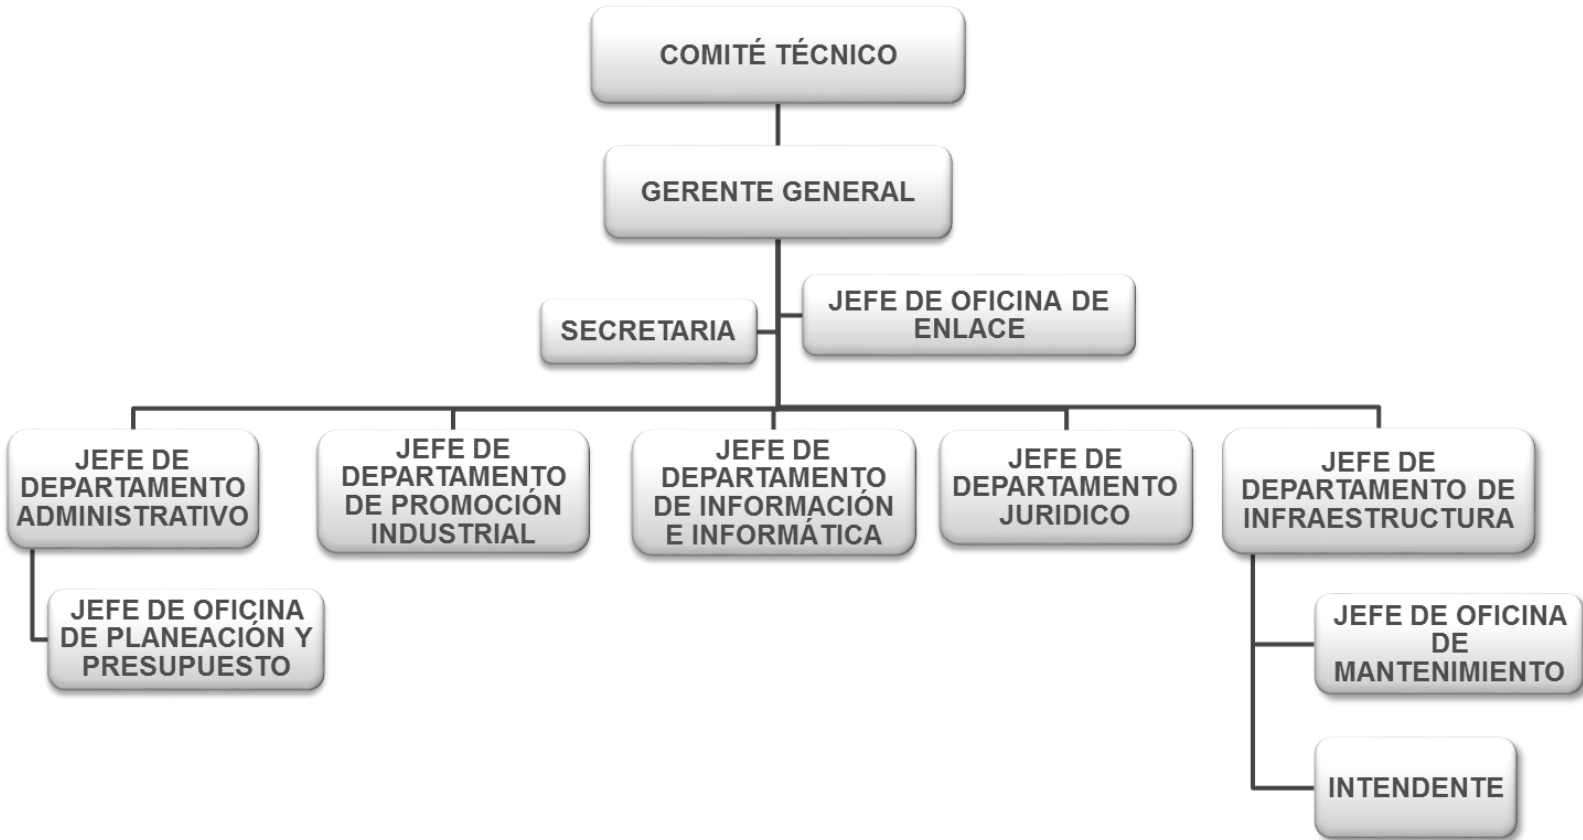 COMITÉ TÉCNICO
GERENTE GENERAL
JEFE DE OFICINA DE
ENLACE
SECRETARIA
JEFE DE
DEPARTAMENTO
ADMINISTRATIVO
JEFE DE
DEPARTAMENTO
DE PROMOCIÓN
INDUSTRIAL
JEFE DE
DEPARTAMENTO
DE INFORMACIÓN
E INFORMÁTICA
JEFE DE
DEPARTAMENTO
JURIDICO
JEFE DE
DEPARTAMENTO DE
INFRAESTRUCTURA
JEFE DE OFICINA
DE PLANEACIÓN Y
PRESUPUESTO
JEFE DE OFICINA
DE
MANTENIMIENTO
INTENDENTE